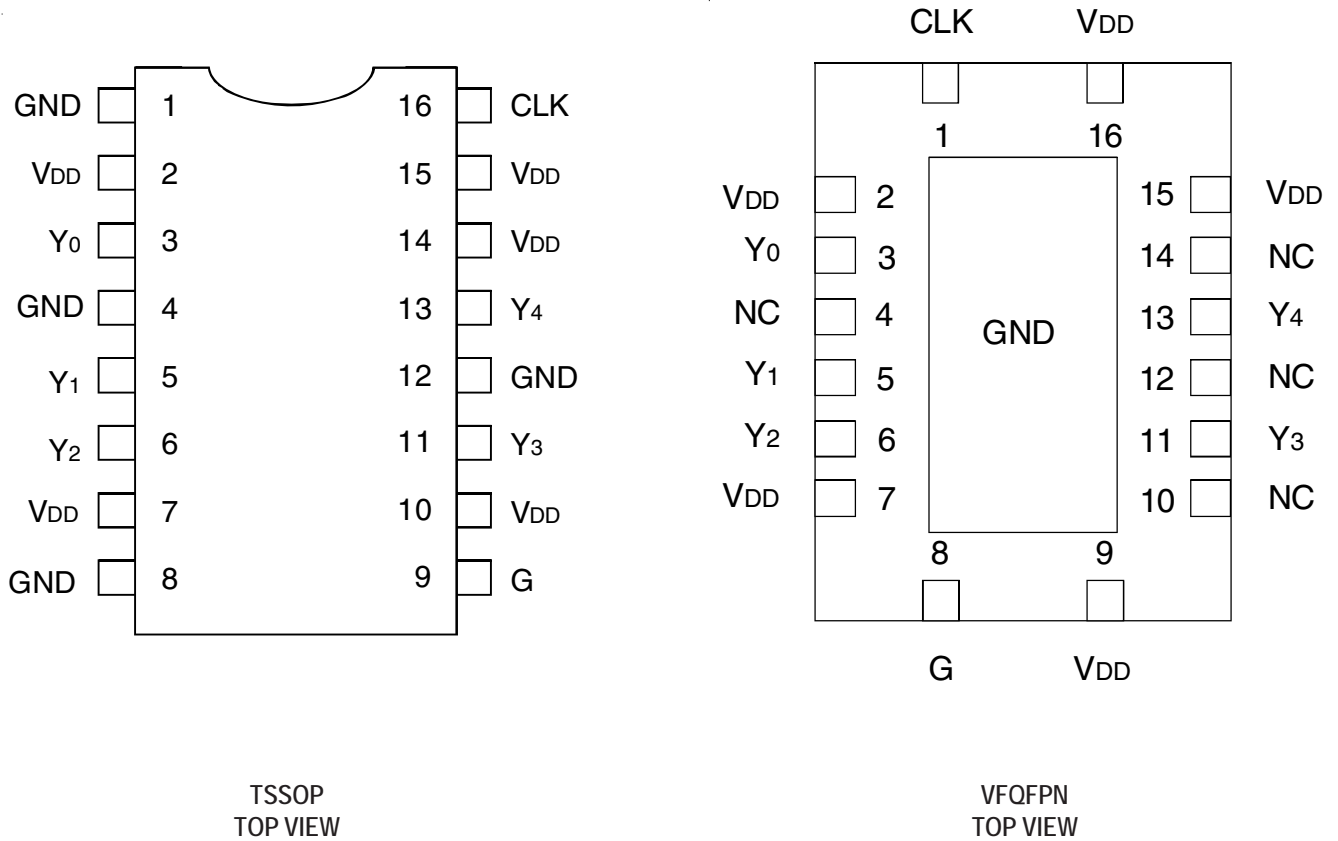 CLK VDD
GND 1 16 CLK
1 16
VDD 2 15 VDD
Y0 3 14 VDD
GND 4 13 Y4
Y1 5 12 GND
Y2 6 11 Y3
VDD 7 10 VDD
GND 8 9 G
VDD 2 15 VDD
Y0 3 14 NC
NC 4 13 Y4
GND
Y1 5 12 NC
Y2 6 11 Y3
VDD 7 10 NC
8 9
G VDD
TSSOP
TOP VIEW
VFQFPN
TOP VIEW